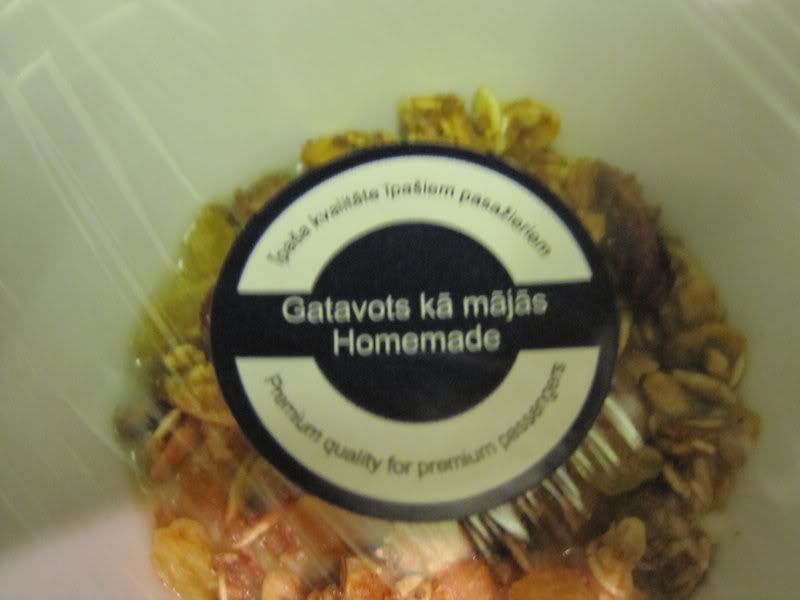 Īpaša kvalitāte īpašiem pasažieriem
Gatavots kā mājās
Homemade
Premium quality for premium passengers